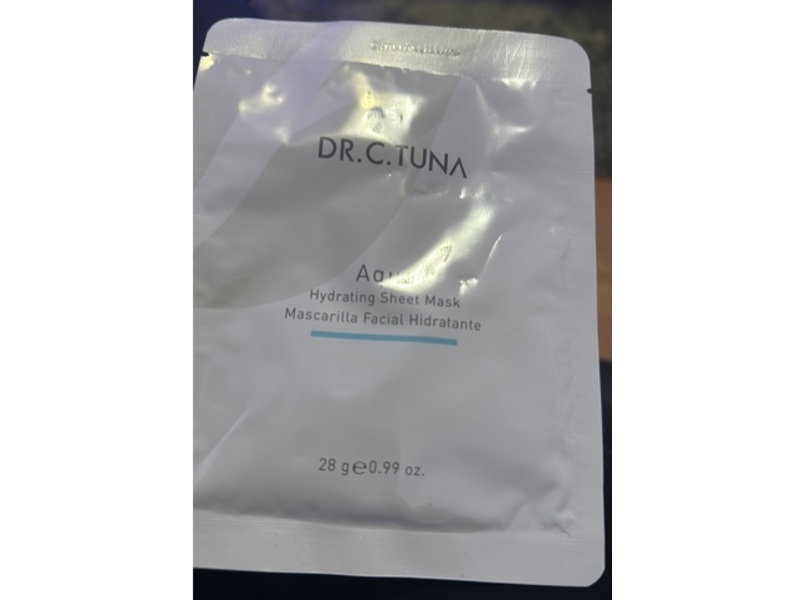 DR.C.TUNA
Hydrating Sheet Mask
Mascarilla Facial Hidratante
28 g℮0.99 oz.